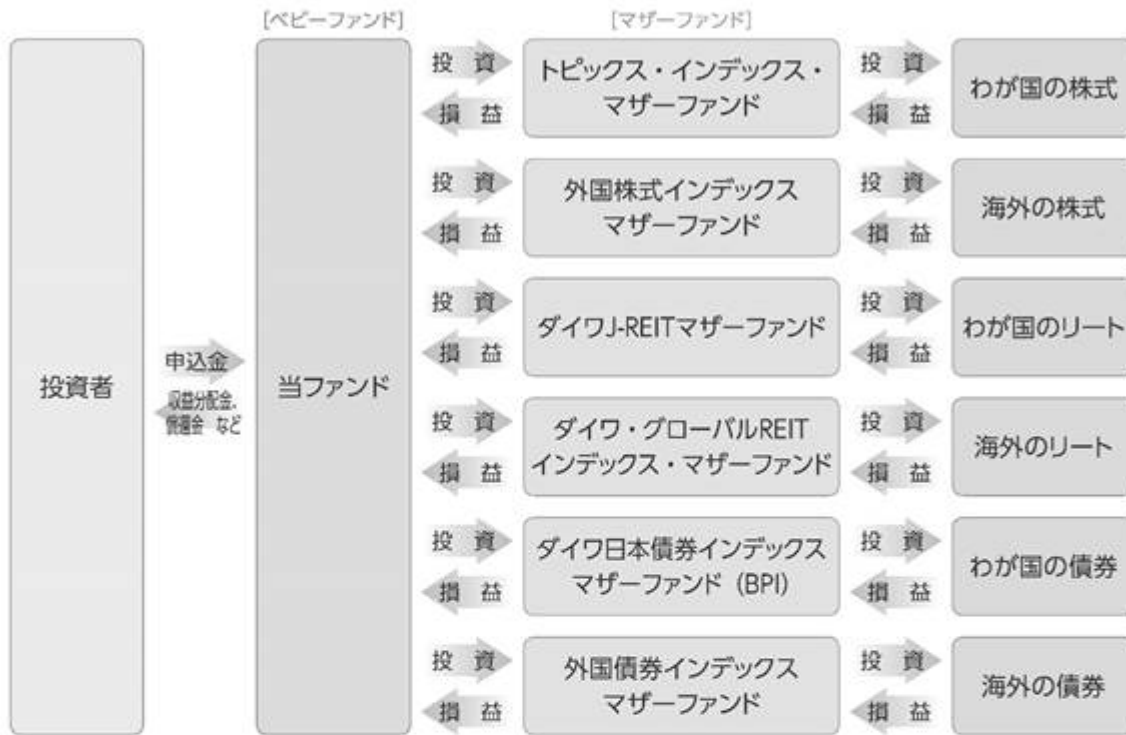 [ベビーファンド]
[マザーファンド]
投資者
申込金
収益分配金、
償還金 など
当ファンド
投 資
損 益
トピックス・インデックス・
マザーファンド
投 資
損 益
わが国の株式
投 資
損 益
外国株式インデックス
マザーファンド
投 資
損 益
海外の株式
投 資
損 益
ダイワJ-REITマザーファンド
投 資
損 益
わが国のリート
投 資
損 益
ダイワ・グローバルREIT
インデックス・マザーファンド
投 資
損 益
海外のリート
投 資
損 益
ダイワ日本債券インデックス
マザーファンド（BPI）
投 資
損 益
わが国の債券
投 資
損 益
外国債券インデックス
マザーファンド
投 資
損 益
海外の債券